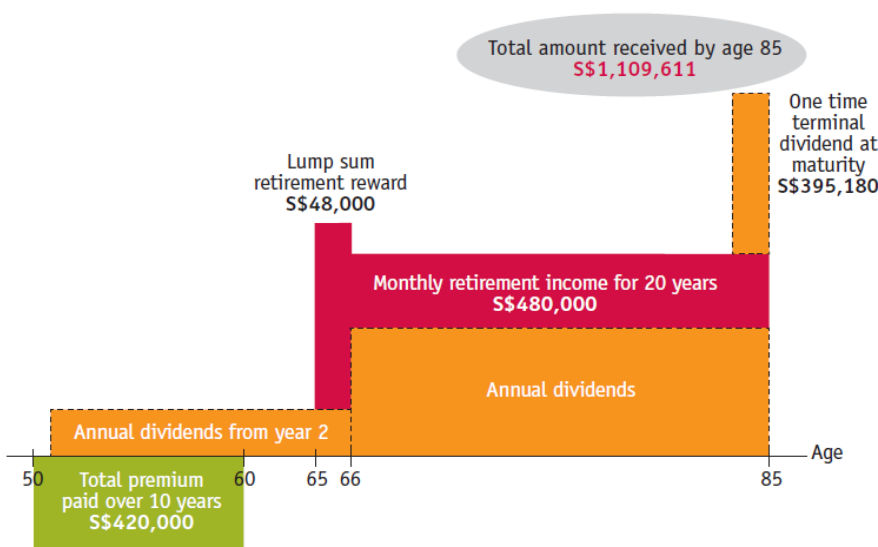 Total amount received by age 85
S$1,109,611
One time
terminal
dividend at
maturity
S$395,180
Lump sum
retirement reward
S$48,000
Monthly retirement income for 20 years
S$480,000
Annual dividends
Annual dividends from year 2
Age
50
60
65
66
85
Total premium
paid over 10 years
S$420,000